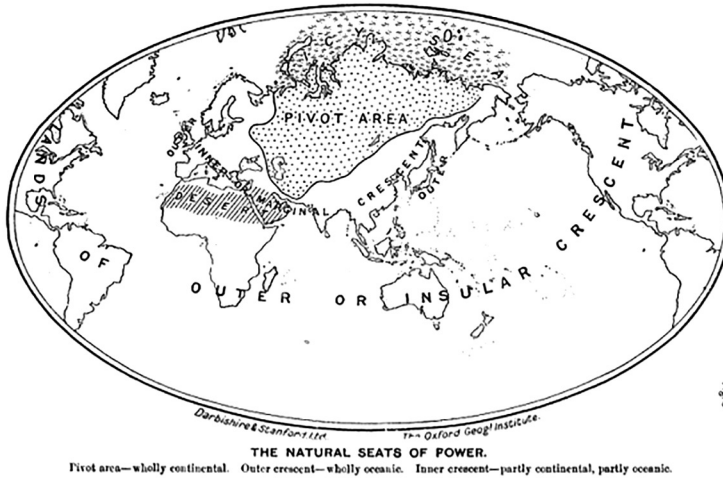 ICY SEA
PIVOT AREA
OUTER
INNER OR MARGINAL CRESCENT
OUTER
DESERT
LANDS OF OUTER OR INSULAR CRESCENT
Darbishire & Stanford, Ltd.
The Oxford Geogl. Institute.
THE NATURAL SEATS OF POWER.
Pivot area—wholly continental. Outer crescent—wholly oceanic. Inner crescent—partly continental, partly oceanic.